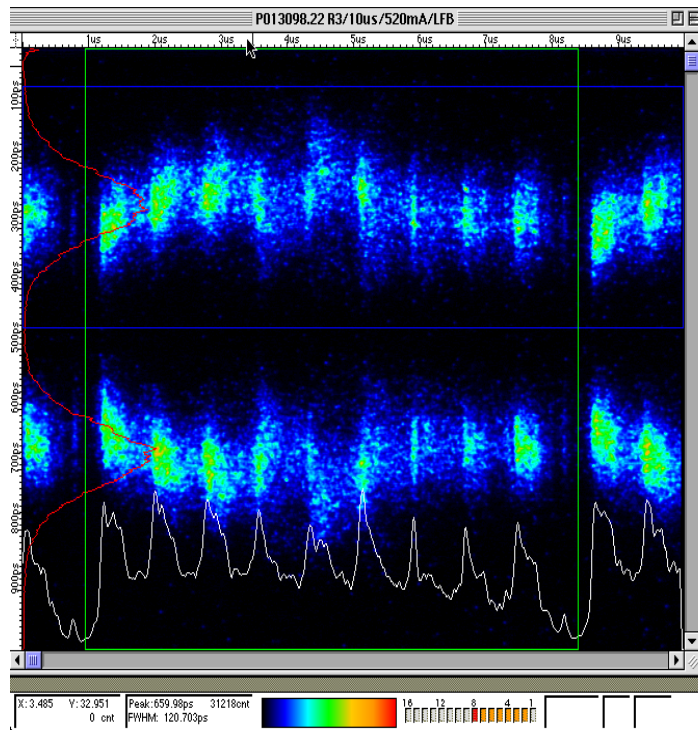 P013098.22 R3/10us/520mA/LFB
1us 2us 3us 4us 5us 6us 7us 8us 9us
100ps
200ps
300ps
400ps
500ps
600ps
700ps
800ps
900ps
X: 3.485 Y: 32.951
0 cnt
Peak:659.98ps 31218cnt
FWHM: 120.703ps
16 12 8 4 1